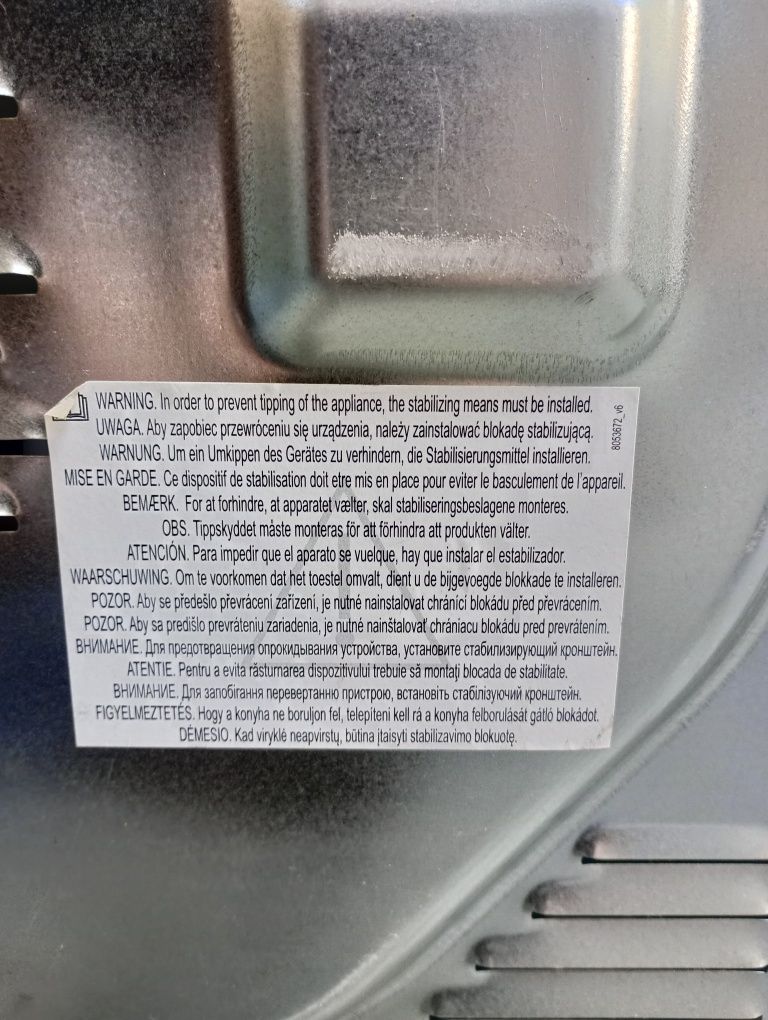 WARNING. In order to prevent tipping of the appliance, the stabilizing means must be installed.
UWAGA. Aby zapobiec przewróceniu się urządzenia, należy zainstalować blokadę stabilizującą.
WARNUNG. Um ein Umkippen des Gerätes zu verhindern, die Stabilisierungsmittel installieren.
MISE EN GARDE. Ce dispositif de stabilisation doit etre mis en place pour eviter le basculement de l'appareil.
BEMÆRK. For at forhindre, at apparatet vælter, skal stabiliseringsbeslagene monteres.
OBS. Tippskyddet måste monteras för att förhindra att produkten välter.
ATENCIÓN. Para impedir que el aparato se vuelque, hay que instalar el estabilizador.
WAARSCHUWING. Om te voorkomen dat het toestel omvalt, dient u de bijgevoegde blokkade te installeren.
POZOR. Aby se předešlo převrácení zařízení, je nutné nainstalovat chránící blokádu před převrácením.
POZOR. Aby sa predišlo prevráteniu zariadenia, je nutné nainštalovať chrániacu blokádu pred prevrátením.
ВНИМАНИЕ. Для предотвращения опрокидывания устройства, установите стабилизирующий кронштейн.
ATENTIE. Pentru a evita răsturnarea dispozitivului trebuie să montați blocada de stabilitate.
ВНИМАНИЕ. Для запобігання перевертанню пристрою, встановіть стабілізуючий кронштейн.
FIGYELMEZTETÉS. Hogy a konyha ne boruljon fel, telepíteni kell rá a konyha felborulását gátló blokádot.
DĖMESIO. Kad viryklė neapvirstų, būtina įtaisyti stabilizavimo blokuotę.
8053672_v6